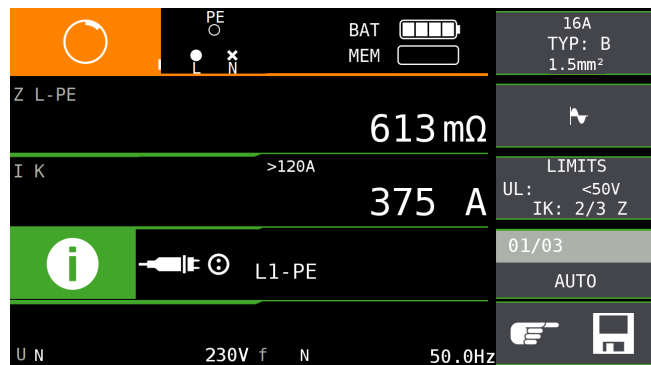 PE
BAT
L N
MEM
16A
TYP: B
1.5mm²
Z L-PE
613 mΩ
I K
>120A
375 A
LIMITS
UL: <50V
IK: 2/3 Z
i
L1-PE
01/03
AUTO
U N 230V f N 50.0Hz